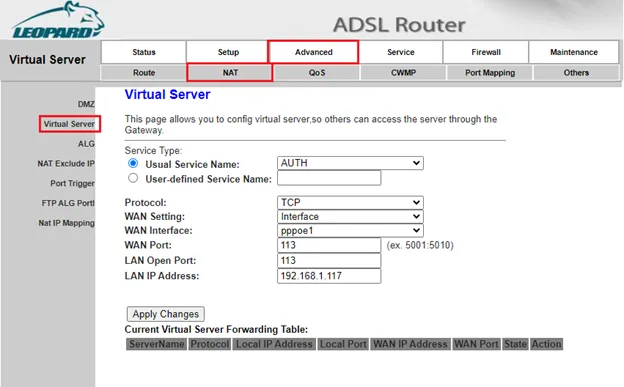 LEOPARD
ADSL Router
Virtual Server
Status Setup Advanced Service Firewall Maintenance
Route NAT QoS CWMP Port Mapping Others
DMZ
Virtual Server
ALG
NAT Exclude IP
Port Trigger
FTP ALG Portl
Nat IP Mapping
Virtual Server
This page allows you to config virtual server,so others can access the server through the
Gateway.
Service Type:
Usual Service Name: AUTH
User-defined Service Name:
Protocol: TCP
WAN Setting: Interface
WAN Interface: pppoe1
WAN Port: 113 (ex. 5001:5010)
LAN Open Port: 113
LAN IP Address: 192.168.1.117
Apply Changes
Current Virtual Server Forwarding Table:
ServerName Protocol Local IP Address Local Port WAN IP Address WAN Port State Action